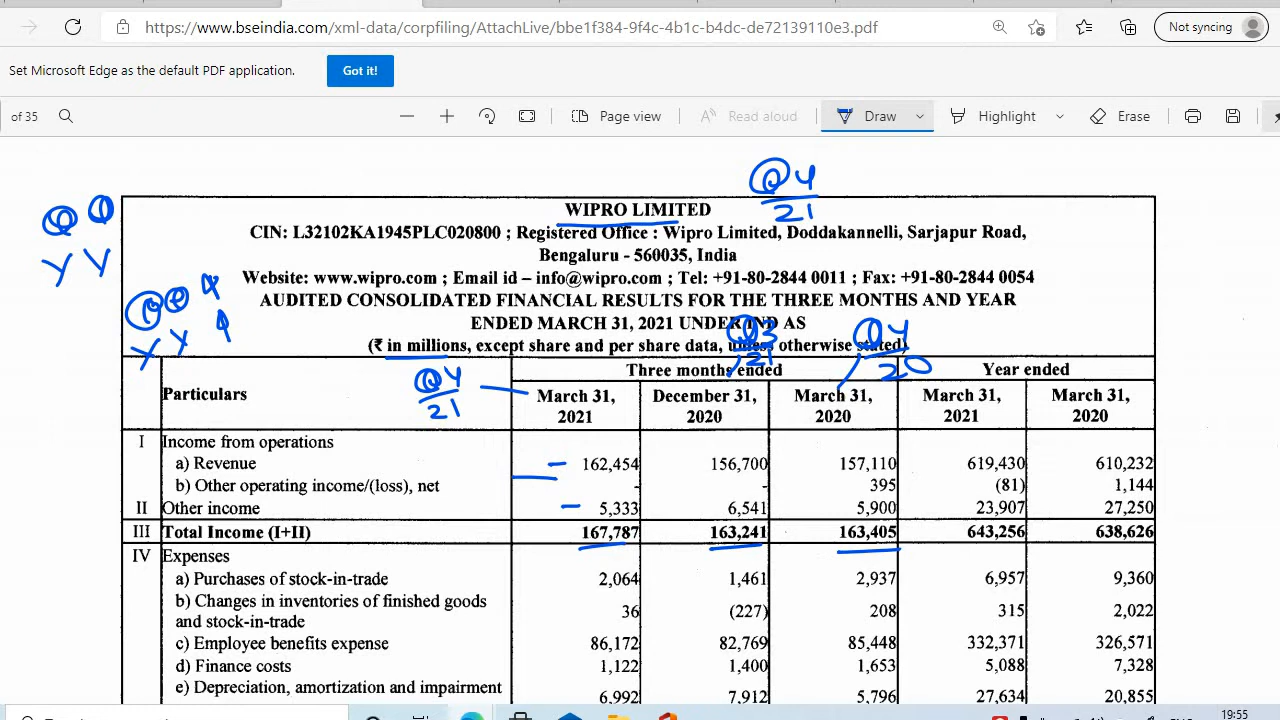 https://www.bseindia.com/xml-data/corpfiling/AttachLive/bbe1f384-9f4c-4b1c-b4dc-de72139110e3.pdf
Not syncing
Set Microsoft Edge as the default PDF application.
Got it!
of 35
Page view
Read aloud
Draw
Highlight
Erase
Q4
21
WIPRO LIMITED
Q Q
CIN: L32102KA1945PLC020800 ; Registered Office : Wipro Limited, Doddakannelli, Sarjapur Road,
Bengaluru - 560035, India
Y Y
Website: www.wipro.com ; Email id – info@wipro.com ; Tel: +91-80-2844 0011 ; Fax: +91-80-2844 0054
AUDITED CONSOLIDATED FINANCIAL RESULTS FOR THE THREE MONTHS AND YEAR
ENDED MARCH 31, 2021 UNDER IND AS
(₹ in millions, except share and per share data, unless otherwise stated)
Q3
21
Q4
20
Q4
21
Particulars Three months ended Year ended
March 31, 2021 December 31, 2020 March 31, 2020 March 31, 2021 March 31, 2020
I Income from operations
a) Revenue 162,454 156,700 157,110 619,430 610,232
b) Other operating income/(loss), net - - 395 (81) 1,144
II Other income 5,333 6,541 5,900 23,907 27,250
III Total Income (I+II) 167,787 163,241 163,405 643,256 638,626
IV Expenses
a) Purchases of stock-in-trade 2,064 1,461 2,937 6,957 9,360
b) Changes in inventories of finished goods
and stock-in-trade 36 (227) 208 315 2,022
c) Employee benefits expense 86,172 82,769 85,448 332,371 326,571
d) Finance costs 1,122 1,400 1,653 5,088 7,328
e) Depreciation, amortization and impairment
6,992 7,912 5,796 27,634 20,855
19:55